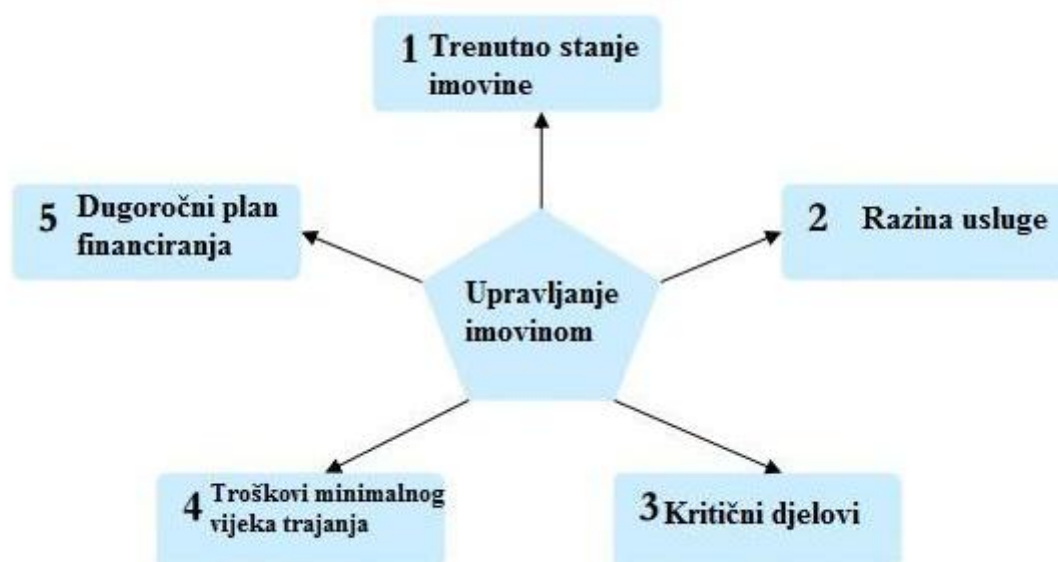 1 Trenutno stanje
imovine
5 Dugoročni plan
financiranja
2 Razina usluge
Upravljanje
imovinom
4 Troškovi minimalnog
vijeka trajanja
3 Kritični djelovi